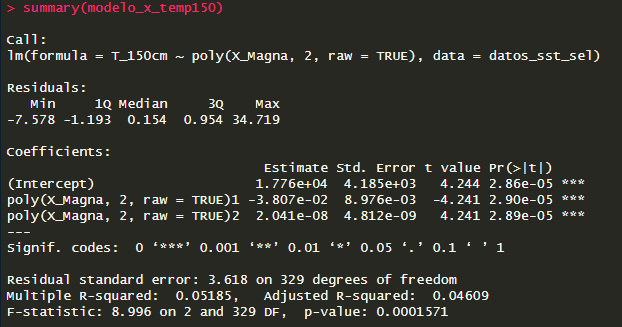 > summary(modelo_x_temp150)
Call:
lm(formula = T_150cm ~ poly(X_Magna, 2, raw = TRUE), data = datos_sst_sel)
Residuals:
Min 1Q Median 3Q Max
-7.578 -1.193 0.154 0.954 34.719
Coefficients:
Estimate Std. Error t value Pr(>|t|)
(Intercept) 1.776e+04 4.185e+03 4.244 2.86e-05 ***
poly(X_Magna, 2, raw = TRUE)1 -3.807e-02 8.976e-03 -4.241 2.90e-05 ***
poly(X_Magna, 2, raw = TRUE)2 2.041e-08 4.812e-09 4.241 2.89e-05 ***
---
Signif. codes: 0 ‘***’ 0.001 ‘**’ 0.01 ‘*’ 0.05 ‘.’ 0.1 ‘ ’ 1
Residual standard error: 3.618 on 329 degrees of freedom
Multiple R-squared: 0.05185, Adjusted R-squared: 0.04609
F-statistic: 8.996 on 2 and 329 DF, p-value: 0.0001571